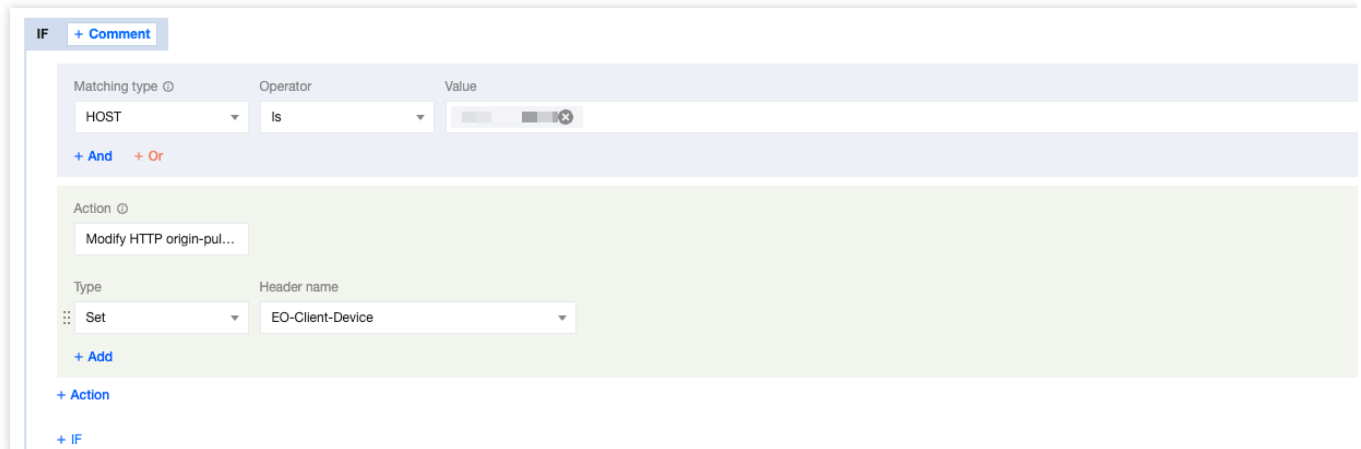 IF + Comment
Matching type Operator Value
HOST Is
+ And + Or
Action
Modify HTTP origin-pul...
Type Header name
Set EO-Client-Device
+ Add
+ Action
+ IF